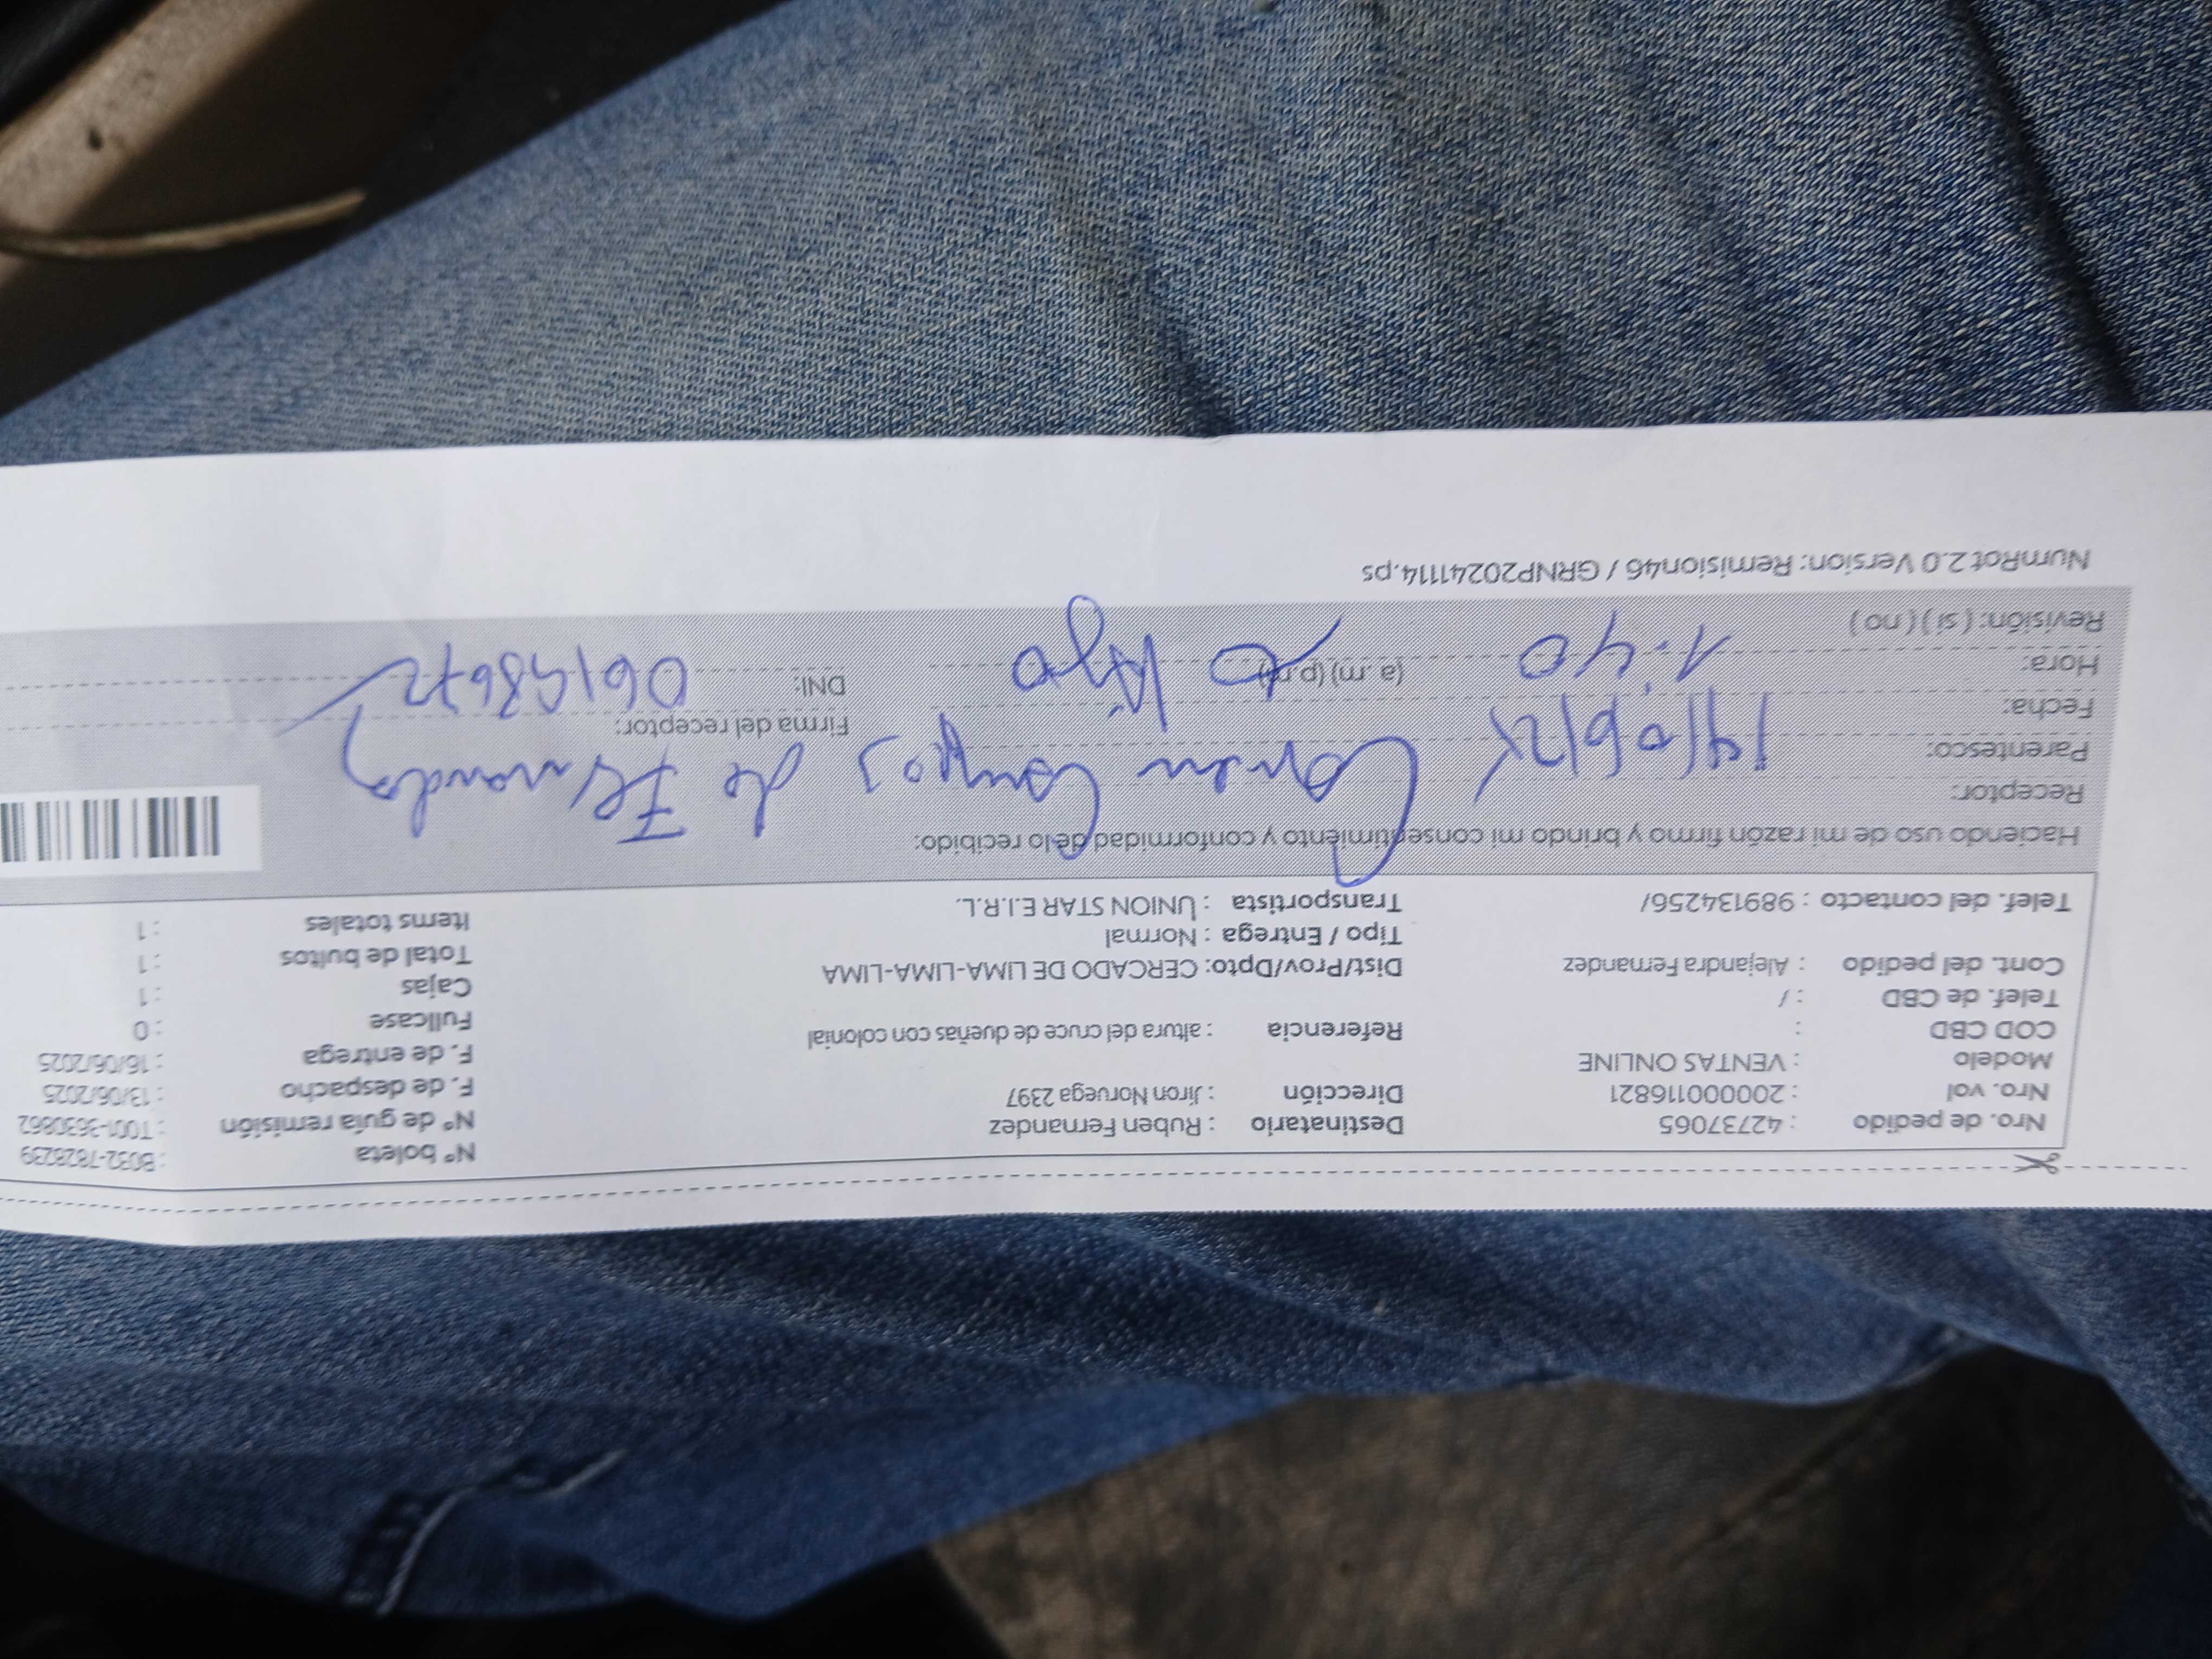 Nro. de pedido : 42737065
Nro. vol : 20000116821
Modelo : VENTAS ONLINE
COD CBD :
Telef. de CBD : /
Cont. del pedido : Alejandra Fernandez
Telef. del contacto : 989134256/
Destinatario : Ruben Fernandez
Dirección : Jiron Noruega 2397
Referencia : altura del cruce de dueñas con colonial
Dist/Prov/Dpto: CERCADO DE LIMA-LIMA-LIMA
Tipo / Entrega : Normal
Transportista : UNION STAR E.I.R.L.
N° boleta : B032-7828239
N° de guía remisión : T001-3630862
F. de despacho : 13/06/2025
F. de entrega : 16/06/2025
Fullcase : 0
Cajas : 1
Total de bultos : 1
Items totales : 1
Haciendo uso de mi razón firmo y brindo mi consentimiento y conformidad de lo recibido:
Receptor: Campos de Fernandez
Parentesco:
Fecha:
Hora: 1:40 (a. m) (p.m)
Revisión: ( si ) ( no )
Firma del receptor:
DNI:
NumRot 2.0 Version: Remision46 / GRNP20241114.ps